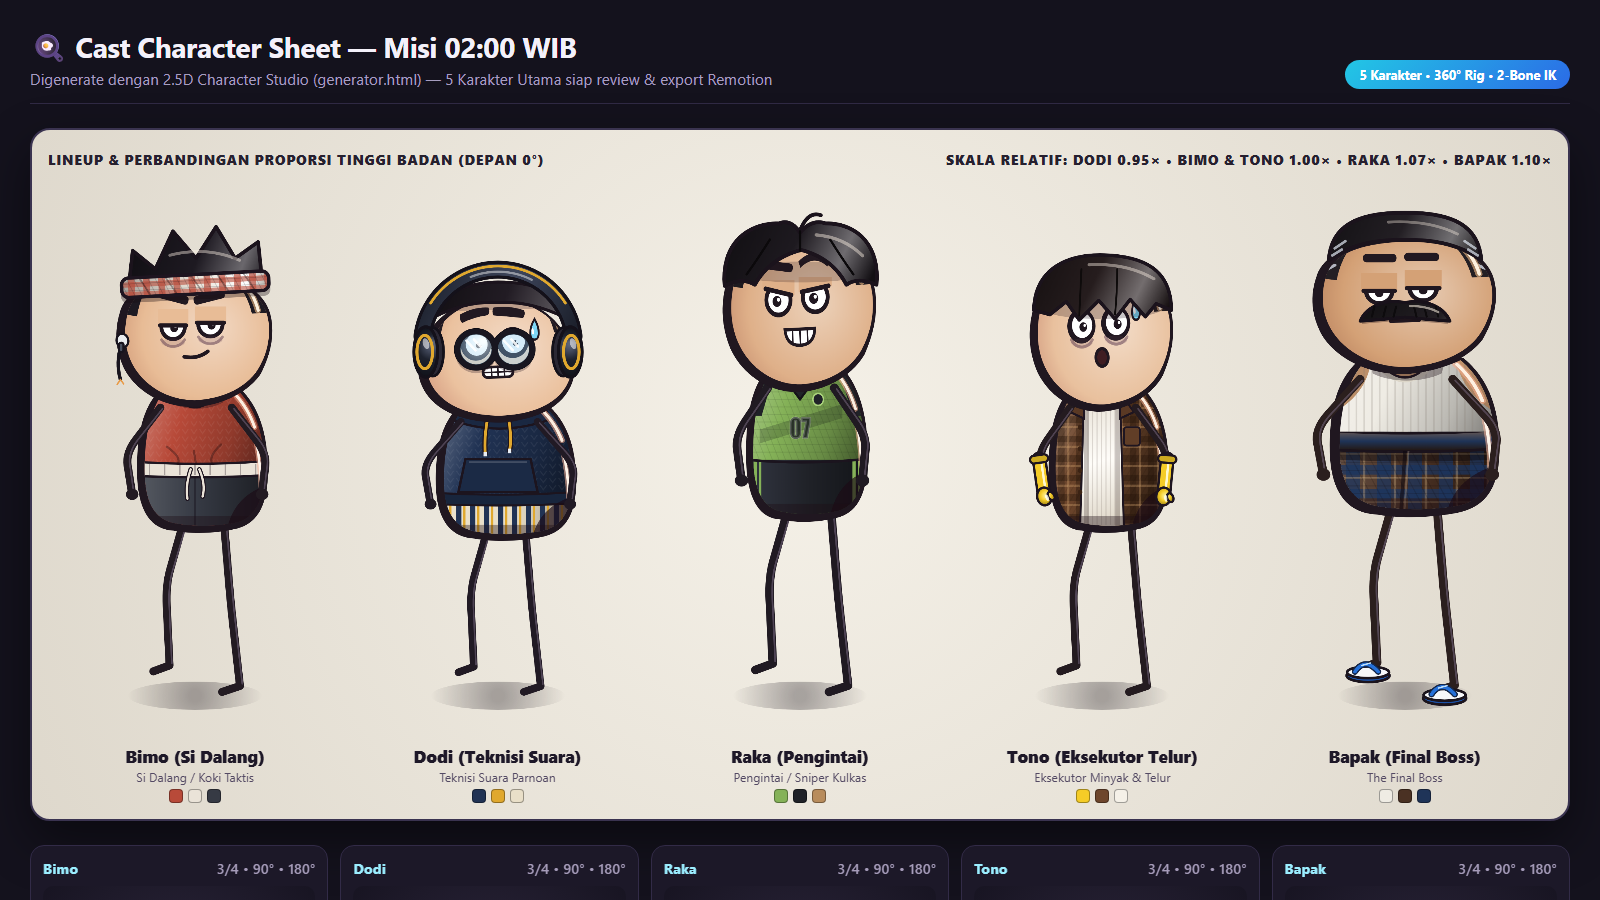 Cast Character Sheet — Misi 02:00 WIB
Digenerate dengan 2.5D Character Studio (generator.html) — 5 Karakter Utama siap review & export Remotion
5 Karakter • 360° Rig • 2-Bone IK
LINEUP & PERBANDINGAN PROPORSI TINGGI BADAN (DEPAN 0°)
SKALA RELATIF: DODI 0.95× • BIMO & TONO 1.00× • RAKA 1.07× • BAPAK 1.10×
07
Bimo (Si Dalang)
Si Dalang / Koki Taktis
Dodi (Teknisi Suara)
Teknisi Suara Parnoan
Raka (Pengintai)
Pengintai / Sniper Kulkas
Tono (Eksekutor Telur)
Eksekutor Minyak & Telur
Bapak (Final Boss)
The Final Boss
Bimo 3/4 • 90° • 180°
Dodi 3/4 • 90° • 180°
Raka 3/4 • 90° • 180°
Tono 3/4 • 90° • 180°
Bapak 3/4 • 90° • 180°